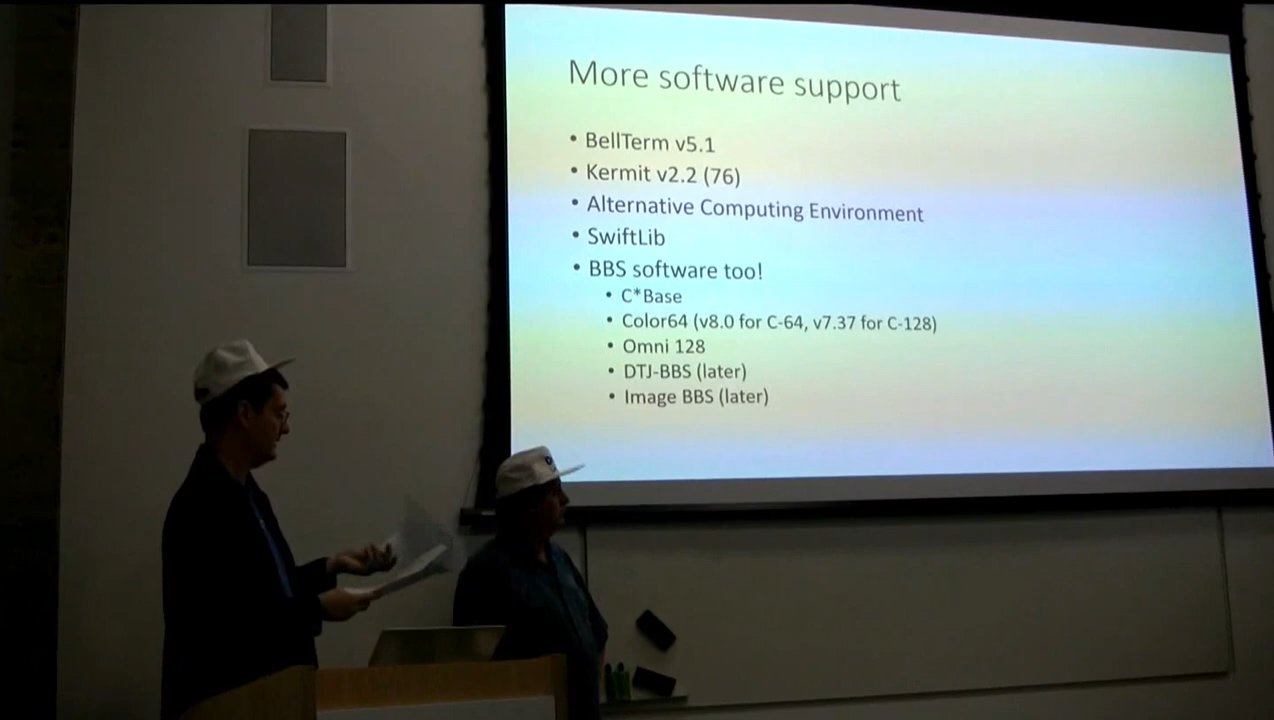 More software support
• BellTerm v5.1
• Kermit v2.2 (76)
• Alternative Computing Environment
• SwiftLib
• BBS software too!
• C*Base
• Color64 (v8.0 for C-64, v7.37 for C-128)
• Omni 128
• DTJ-BBS (later)
• Image BBS (later)